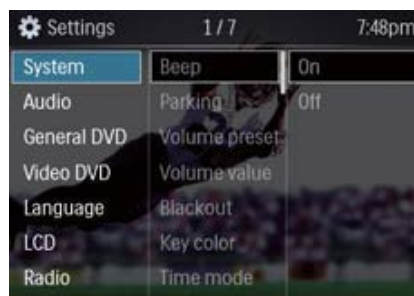 Settings 1/7 7:48pm
System Beep On
Audio Parking Off
General DVD Volume preset
Video DVD Volume value
Language Blackout
LCD Key color
Radio Time mode